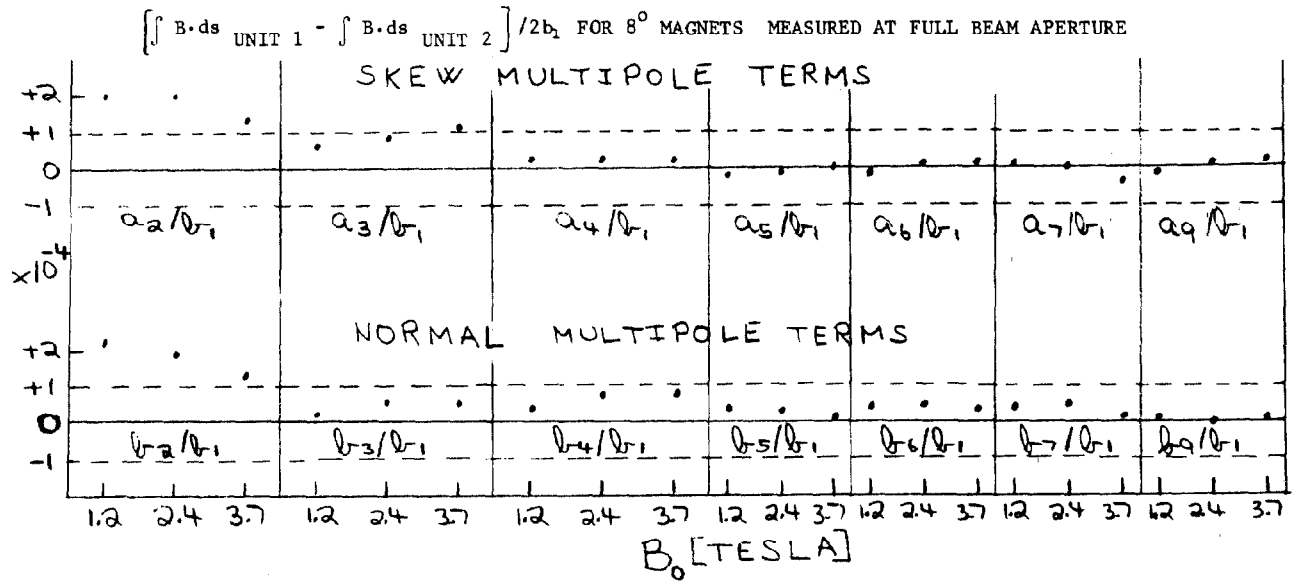 [∫ B·ds UNIT 1 - ∫ B·ds UNIT 2]/2b₁ FOR 8° MAGNETS MEASURED AT FULL BEAM APERTURE
SKEW MULTIPOLE TERMS
+2
+1
0
-1
a₂/b₁ a₃/b₁ a₄/b₁ a₅/b₁ a₆/b₁ a₇/b₁ a₉/b₁
×10⁻⁴
NORMAL MULTIPOLE TERMS
+2
+1
0
b₂/b₁ b₃/b₁ b₄/b₁ b₅/b₁ b₆/b₁ b₇/b₁ b₉/b₁
-1
1.2 2.4 3.7 1.2 2.4 3.7 1.2 2.4 3.7 1.2 2.4 3.7 1.2 2.4 3.7 1.2 2.4 3.7 1.2 2.4 3.7
B₀ [TESLA]